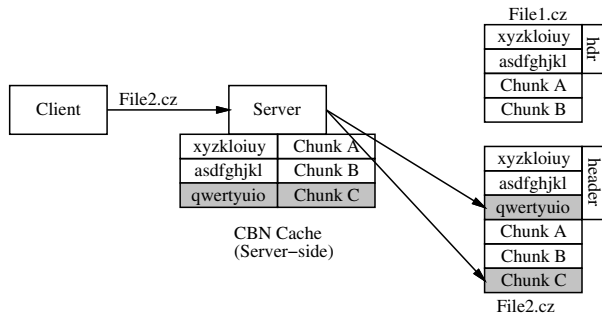 File1.cz
xyzkloiuy
asdfghjkl
Chunk A
Chunk B
hdr
Client
File2.cz
Server
xyzkloiuy Chunk A
asdfghjkl Chunk B
qwertyuio Chunk C
CBN Cache
(Server−side)
xyzkloiuy
asdfghjkl
qwertyuio
Chunk A
Chunk B
Chunk C
header
File2.cz